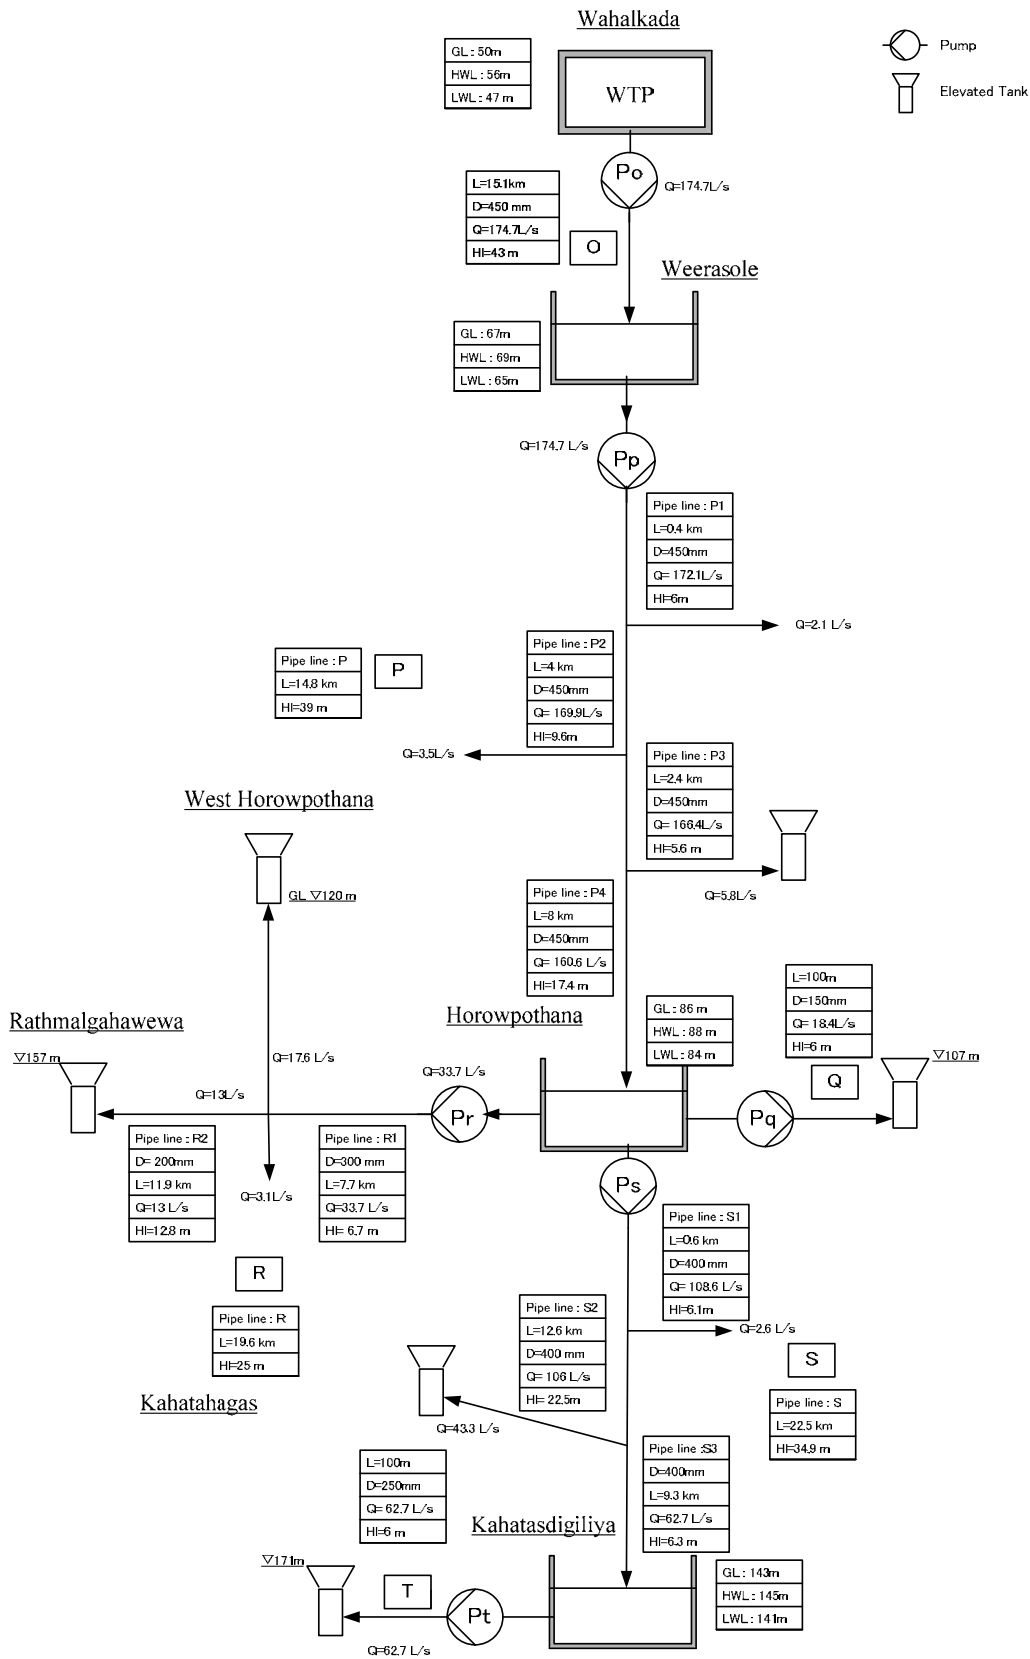 Wahalkada
GL : 50m
HWL : 56m
LWL : 47 m
WTP
Pump
Elevated Tank
Po
Q=174.7L/s
L=15.1km
D=450 mm
Q=174.7L/s
Hl=43 m
O
Weerasole
GL : 67m
HWL : 69m
LWL : 65m
Q=174.7 L/s
Pp
Pipe line : P1
L=0.4 km
D=450mm
Q= 172.1L/s
Hl=6m
Q=2.1 L/s
Pipe line : P2
L=4 km
D=450mm
Q= 169.9L/s
Hl=9.6m
Pipe line : P
L=14.8 km
Hl=39 m
P
Q=3.5L/s
Pipe line : P3
L=2.4 km
D=450mm
Q= 166.4L/s
Hl=5.6 m
West Horowpothana
GL ▽120 m
Q=5.8L/s
Pipe line : P4
L=8 km
D=450mm
Q= 160.6 L/s
Hl=17.4 m
L=100m
D=150mm
Q= 18.4L/s
Hl=6 m
Rathmalgahawewa
Horowpothana
GL : 86 m
HWL : 88 m
LWL : 84 m
▽157 m
Q=17.6 L/s
Q=33.7 L/s
▽107 m
Q
Q=13L/s
Pr
Pq
Pipe line : R2
D= 200mm
L=11.9 km
Q=13 L/s
Hl=12.8 m
Q=3.1L/s
Pipe line : R1
D=300 mm
L=7.7 km
Q=33.7 L/s
Hl= 6.7 m
Ps
Pipe line : S1
L=0.6 km
D=400 mm
Q= 108.6 L/s
Hl=6.1m
R
Pipe line : R
L=19.6 km
Hl=25 m
Pipe line : S2
L=12.6 km
D=400 mm
Q= 106 L/s
Hl= 22.5m
Q=2.6 L/s
S
Kahatahagas
Pipe line : S
L=22.5 km
Hl=34.9 m
Q=43.3 L/s
L=100m
D=250mm
Q= 62.7 L/s
Hl=6 m
Pipe line :S3
D=400mm
L=9.3 km
Q=62.7 L/s
Hl=6.3 m
Kahatasdigiliya
▽171m
T
Pt
GL : 143m
HWL : 145m
LWL : 141m
Q=62.7 L/s